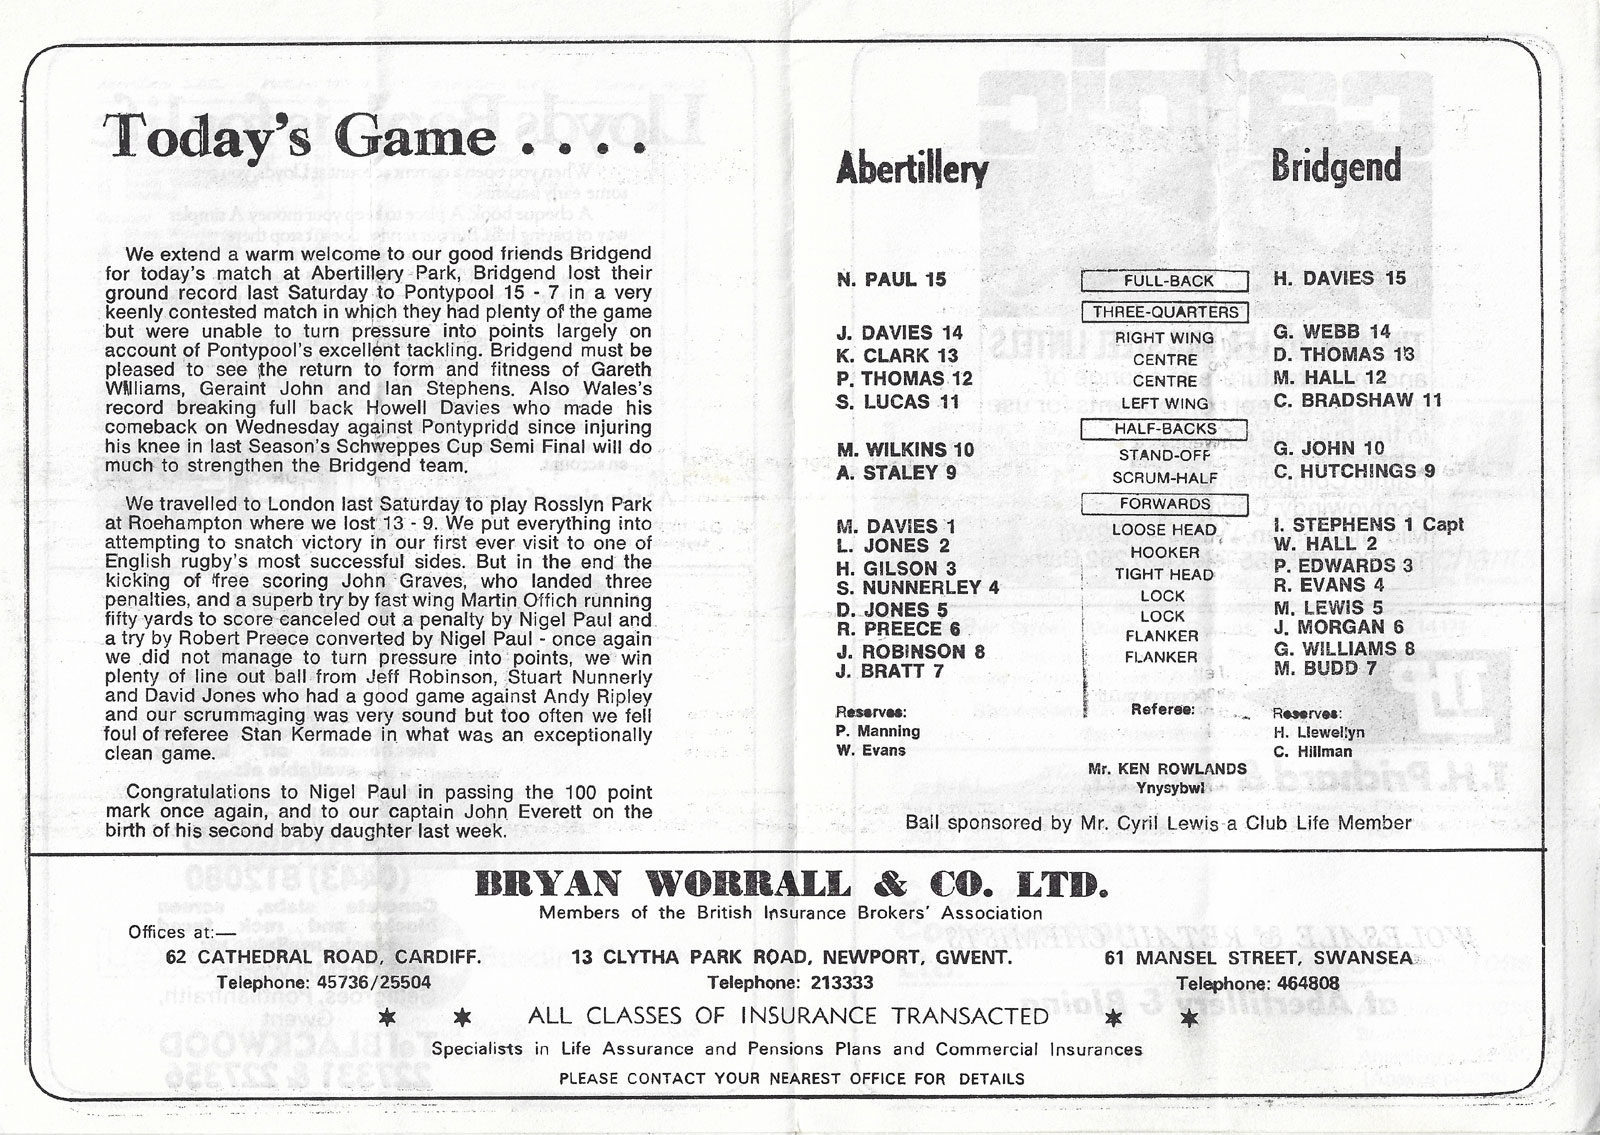 Today's Game . . . .
We extend a warm welcome to our good friends Bridgend
for today's match at Abertillery Park, Bridgend lost their
ground record last Saturday to Pontypool 15 - 7 in a very
keenly contested match in which they had plenty of the game
but were unable to turn pressure into points largely on
account of Pontypool's excellent tackling. Bridgend must be
pleased to see the return to form and fitness of Gareth
Williams, Geraint John and Ian Stephens. Also Wales's
record breaking full back Howell Davies who made his
comeback on Wednesday against Pontypridd since injuring
his knee in last Season's Schweppes Cup Semi Final will do
much to strengthen the Bridgend team.
We travelled to London last Saturday to play Rosslyn Park
at Roehampton where we lost 13 - 9. We put everything into
attempting to snatch victory in our first ever visit to one of
English rugby's most successful sides. But in the end the
kicking of free scoring John Graves, who landed three
penalties, and a superb try by fast wing Martin Offich running
fifty yards to score canceled out a penalty by Nigel Paul and
a try by Robert Preece converted by Nigel Paul - once again
we did not manage to turn pressure into points, we win
plenty of line out ball from Jeff Robinson, Stuart Nunnerly
and David Jones who had a good game against Andy Ripley
and our scrummaging was very sound but too often we fell
foul of referee Stan Kermade in what was an exceptionally
clean game.
Congratulations to Nigel Paul in passing the 100 point
mark once again, and to our captain John Everett on the
birth of his second baby daughter last week.
Abertillery Bridgend
N. PAUL 15 FULL-BACK H. DAVIES 15
THREE-QUARTERS
J. DAVIES 14 RIGHT WING G. WEBB 14
K. CLARK 13 CENTRE D. THOMAS 13
P. THOMAS 12 CENTRE M. HALL 12
S. LUCAS 11 LEFT WING C. BRADSHAW 11
HALF-BACKS
M. WILKINS 10 STAND-OFF G. JOHN 10
A. STALEY 9 SCRUM-HALF C. HUTCHINGS 9
FORWARDS
M. DAVIES 1 LOOSE HEAD I. STEPHENS 1 Capt
L. JONES 2 HOOKER W. HALL 2
H. GILSON 3 TIGHT HEAD P. EDWARDS 3
S. NUNNERLEY 4 LOCK R. EVANS 4
D. JONES 5 LOCK M. LEWIS 5
R. PREECE 6 FLANKER J. MORGAN 6
J. ROBINSON 8 FLANKER G. WILLIAMS 8
J. BRATT 7 M. BUDD 7
Reserves: Referee: Reserves:
P. Manning H. Llewellyn
W. Evans C. Hillman
Mr. KEN ROWLANDS
Ynysybwl
Ball sponsored by Mr. Cyril Lewis a Club Life Member
BRYAN WORRALL & CO. LTD.
Members of the British Insurance Brokers' Association
Offices at:—
62 CATHEDRAL ROAD, CARDIFF. 13 CLYTHA PARK ROAD, NEWPORT, GWENT. 61 MANSEL STREET, SWANSEA
Telephone: 45736/25504 Telephone: 213333 Telephone: 464808
ALL CLASSES OF INSURANCE TRANSACTED
Specialists in Life Assurance and Pensions Plans and Commercial Insurances
PLEASE CONTACT YOUR NEAREST OFFICE FOR DETAILS